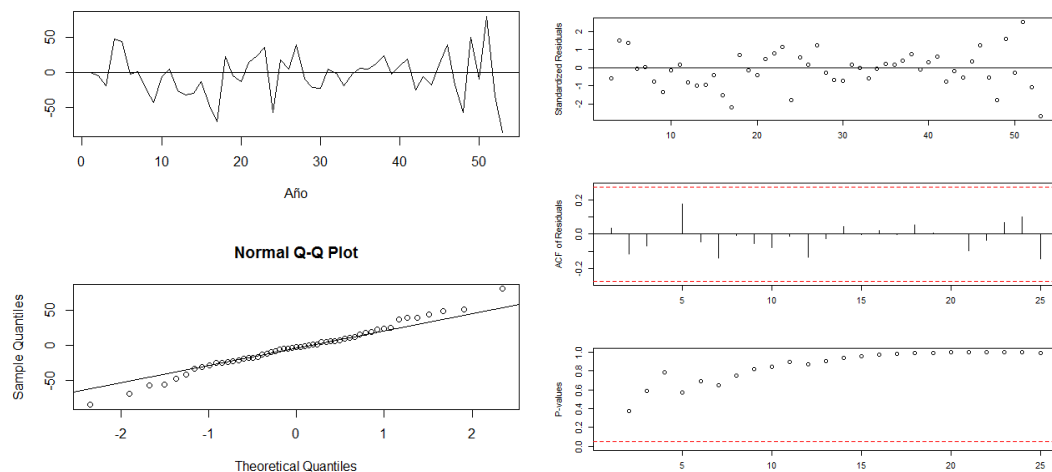 50
0
-50
0 10 20 30 40 50
Año
Normal Q-Q Plot
Sample Quantiles
50
0
-50
-2 -1 0 1 2
Theoretical Quantiles
Standardized Residuals
2
1
0
-1
-2
10 20 30 40 50
ACF of Residuals
0.2
0.0
-0.2
5 10 15 20 25
P-values
1.0
0.8
0.6
0.4
0.2
0.0
5 10 15 20 25